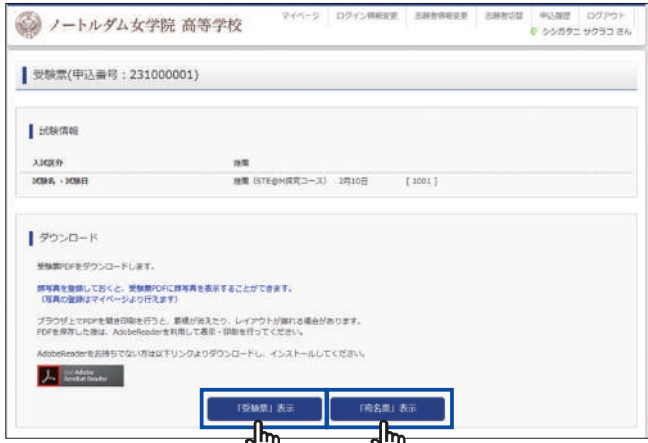 ノートルダム女学院 高等学校
マイページ ログイン情報変更 志願者情報変更 志願者切替 申込履歴 ログアウト
シシガタニ サクラコ さん
受験票(申込番号：231000001)
試験情報
入試区分 推薦
試験名・試験日 推薦（STE@M探究コース） 2月10日 [ 1001 ]
ダウンロード
受験票PDFをダウンロードします。
顔写真を登録しておくと、受験票PDFに顔写真を表示することができます。
（写真の登録はマイページより行えます）
ブラウザ上でPDFを開き印刷を行うと、罫線が消えたり、レイアウトが崩れる場合があります。
PDFを保存した後は、AdobeReaderを利用して表示・印刷を行ってください。
AdobeReaderをお持ちでない方は以下リンクよりダウンロードし、インストールしてください。
Get Adobe
Acrobat Reader
「受験票」表示 「宛名票」表示